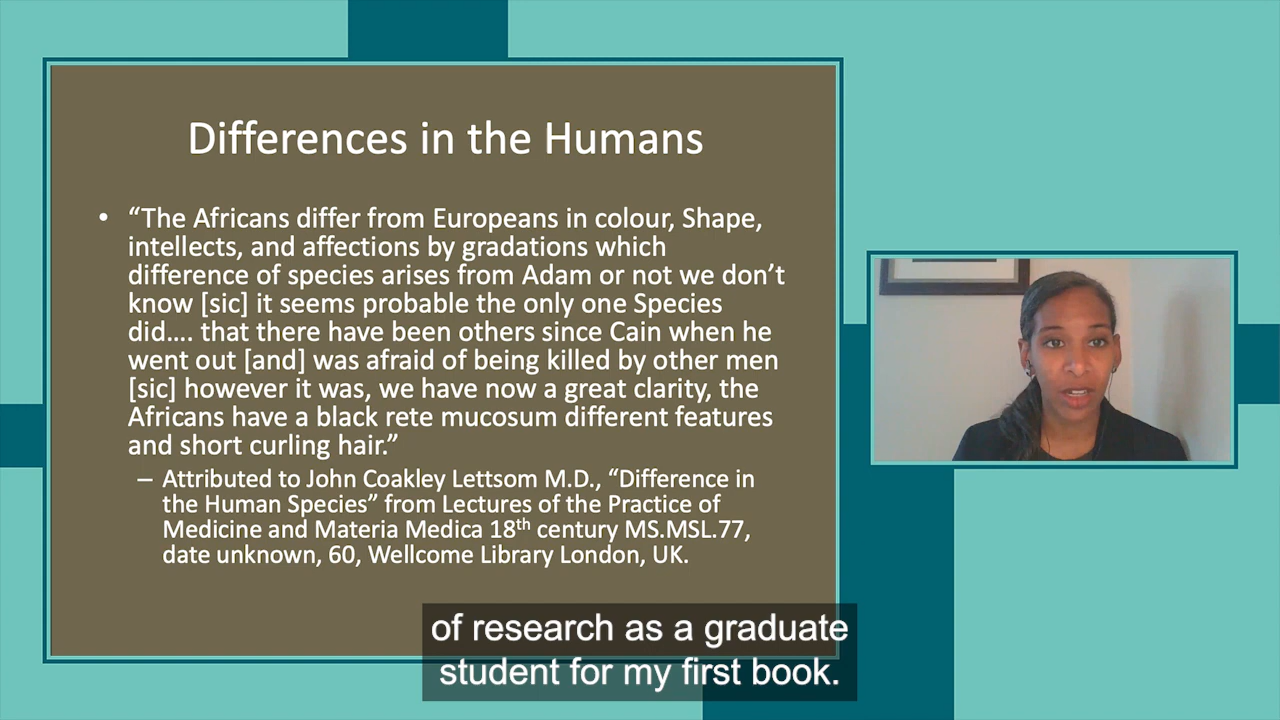 Differences in the Humans
• “The Africans differ from Europeans in colour, Shape,
intellects, and affections by gradations which
difference of species arises from Adam or not we don’t
know [sic] it seems probable the only one Species
did…. that there have been others since Cain when he
went out [and] was afraid of being killed by other men
[sic] however it was, we have now a great clarity, the
Africans have a black rete mucosum different features
and short curling hair.”
– Attributed to John Coakley Lettsom M.D., “Difference in
the Human Species” from Lectures of the Practice of
Medicine and Materia Medica 18th century MS.MSL.77,
date unknown, 60, Wellcome Library London, UK.
of research as a graduate
student for my first book.